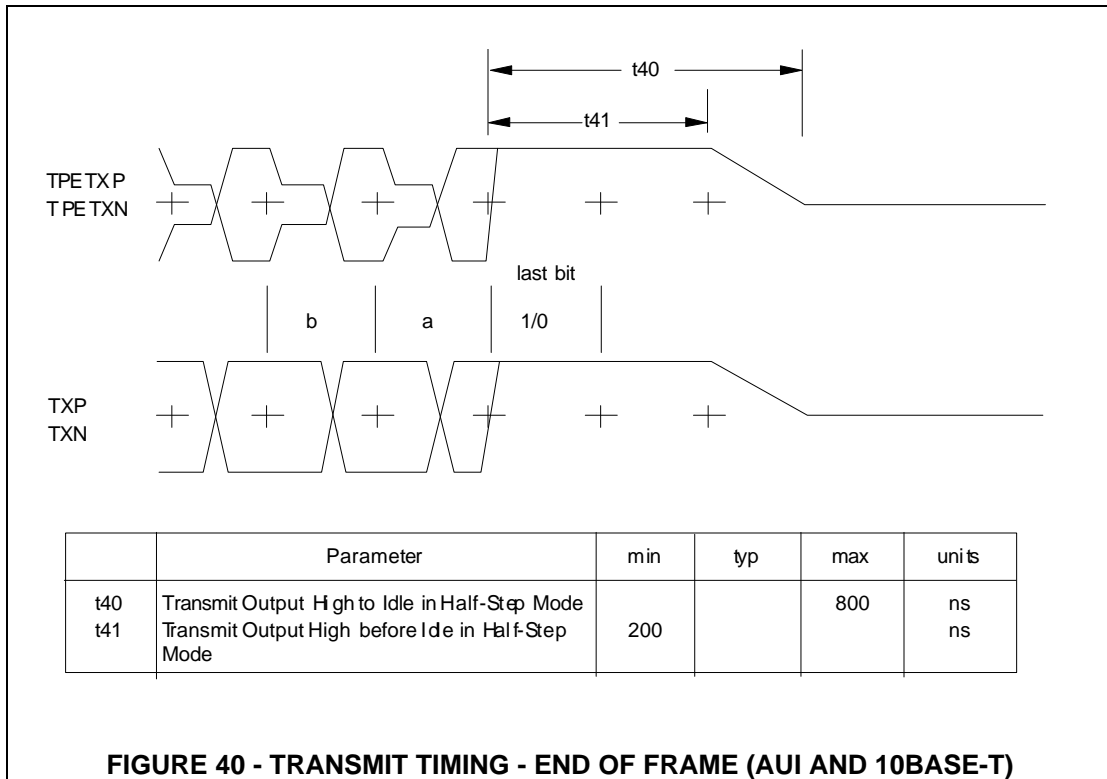 t40
t41
TPETXP
TPETXN
last bit
b a 1/0
TXP
TXN
Parameter min typ max units
t40 Transmit Output High to Idle in Half-Step Mode 800 ns
t41 Transmit Output High before Idle in Half-Step 200 ns
Mode
FIGURE 40 - TRANSMIT TIMING - END OF FRAME (AUI AND 10BASE-T)